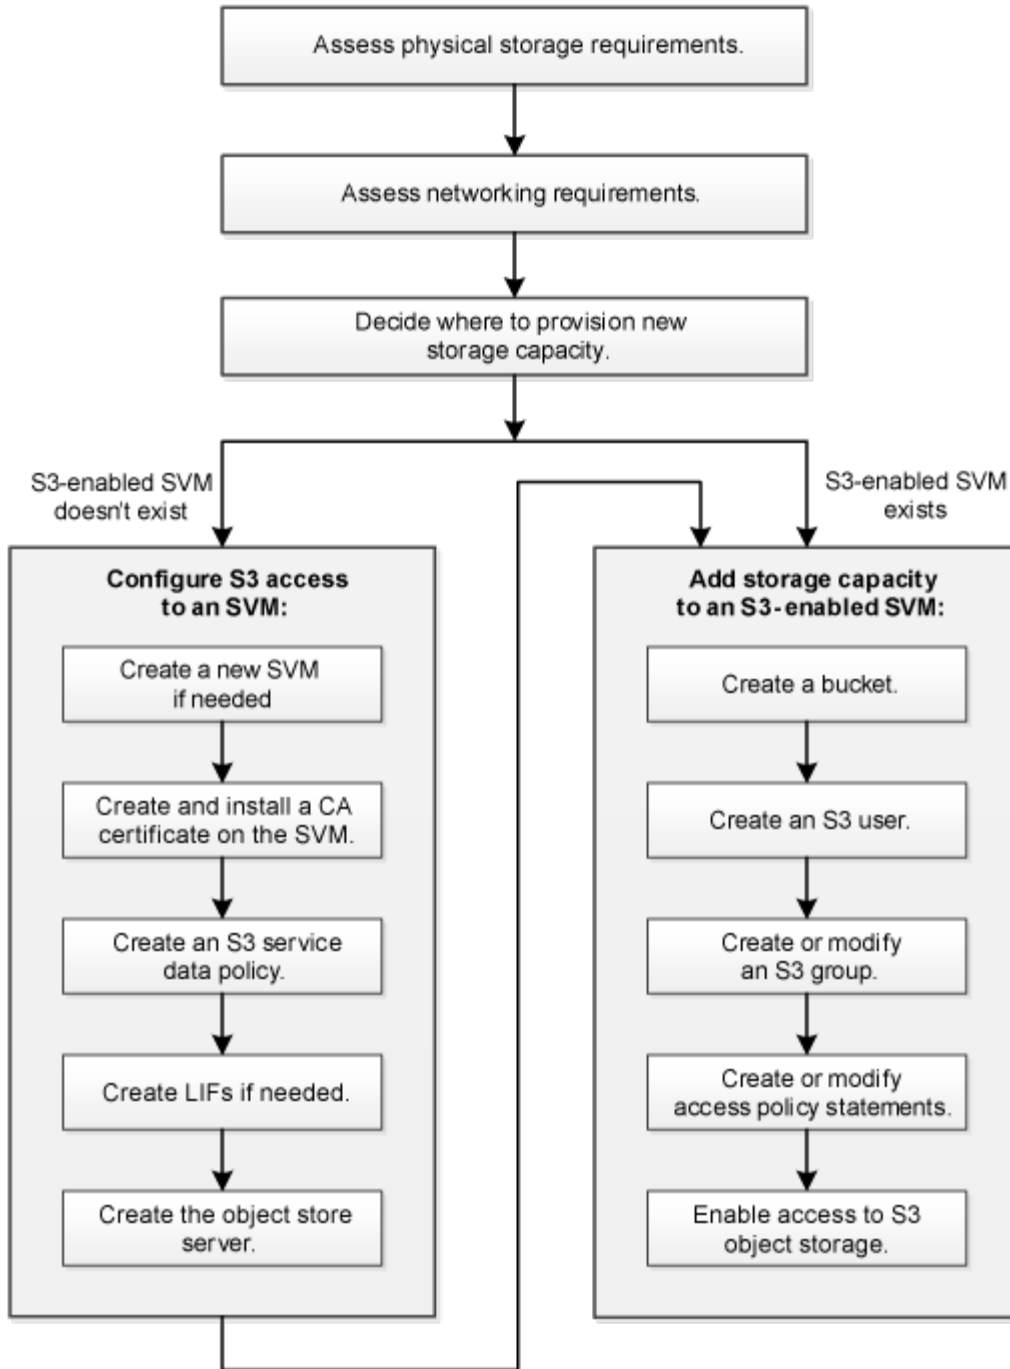 Assess physical storage requirements.
Assess networking requirements.
Decide where to provision new
storage capacity.
S3-enabled SVM
doesn't exist
S3-enabled SVM
exists
Configure S3 access
to an SVM:
Create a new SVM
if needed
Create and install a CA
certificate on the SVM.
Create an S3 service
data policy.
Create LIFs if needed.
Create the object store
server.
Add storage capacity
to an S3-enabled SVM:
Create a bucket.
Create an S3 user.
Create or modify
an S3 group.
Create or modify
access policy statements.
Enable access to S3
object storage.